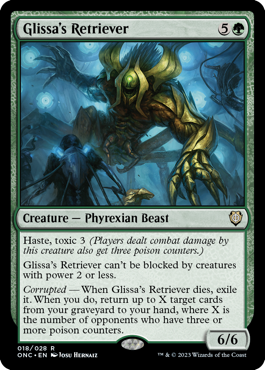 Glissa's Retriever 5
Creature — Phyrexian Beast
Haste, toxic 3 (Players dealt combat damage by
this creature also get three poison counters.)
Glissa's Retriever can't be blocked by creatures
with power 2 or less.
Corrupted — When Glissa's Retriever dies, exile
it. When you do, return up to X target cards
from your graveyard to your hand, where X is
the number of opponents who have three or
more poison counters.
6/6
018/028 R
ONC • EN Josu Hernaiz
™ & © 2023 Wizards of the Coast